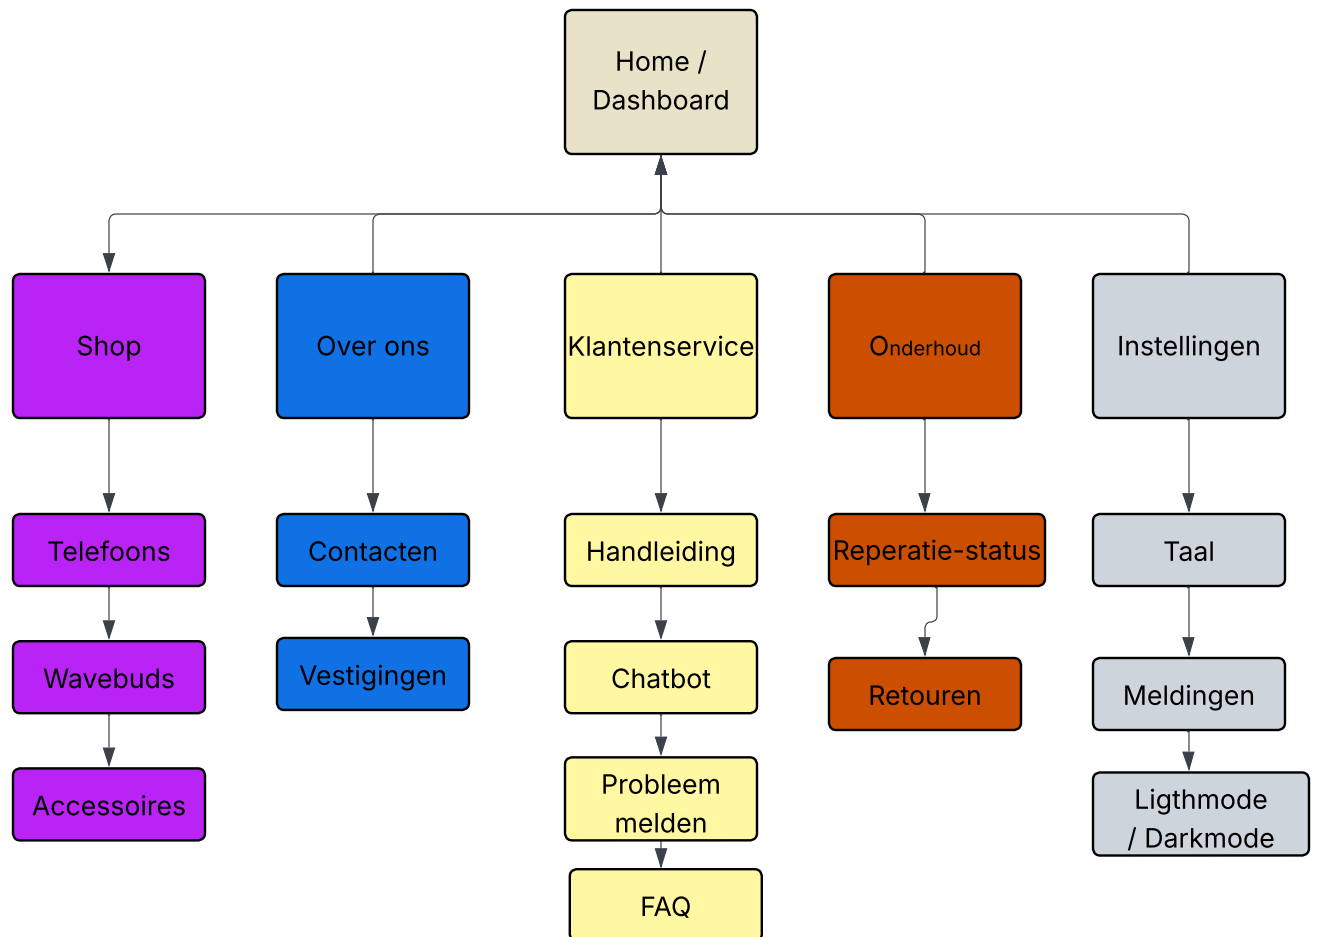 Home /
Dashboard
Shop
Over ons
Klantenservice
Onderhoud
Instellingen
Telefoons
Contacten
Handleiding
Reperatie-status
Taal
Wavebuds
Vestigingen
Chatbot
Retouren
Meldingen
Accessoires
Probleem
melden
Ligthmode
/ Darkmode
FAQ